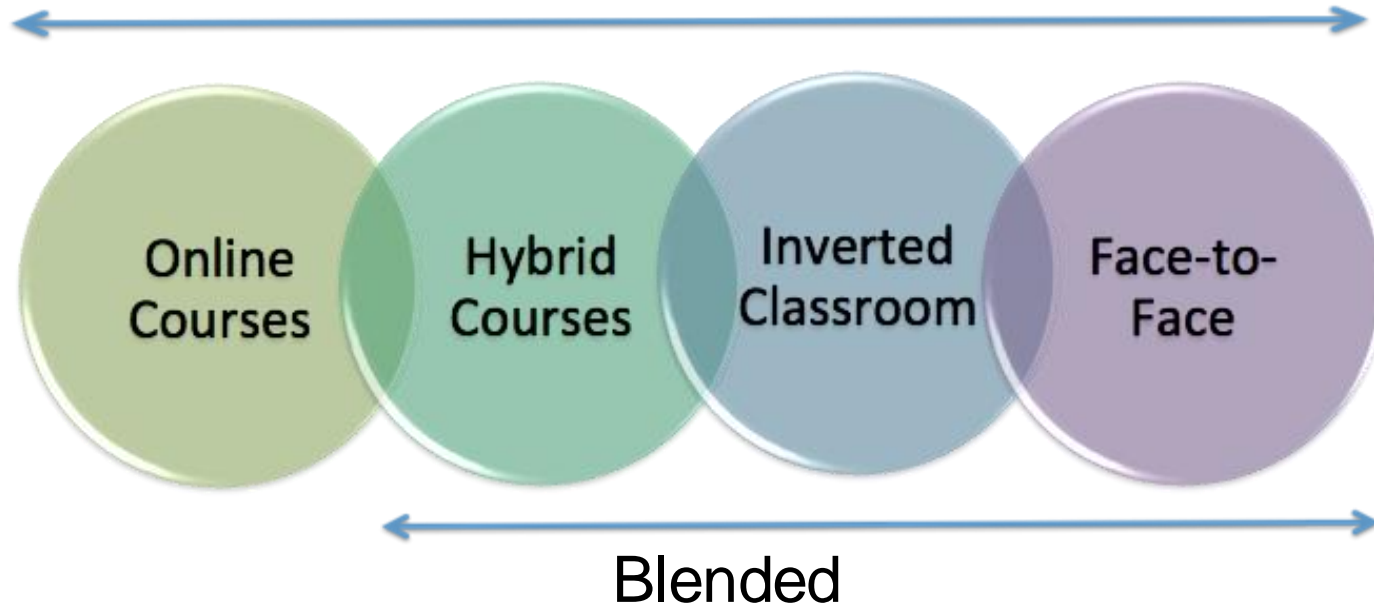 Online
Courses
Hybrid
Courses
Inverted
Classroom
Face-to-
Face
Blended